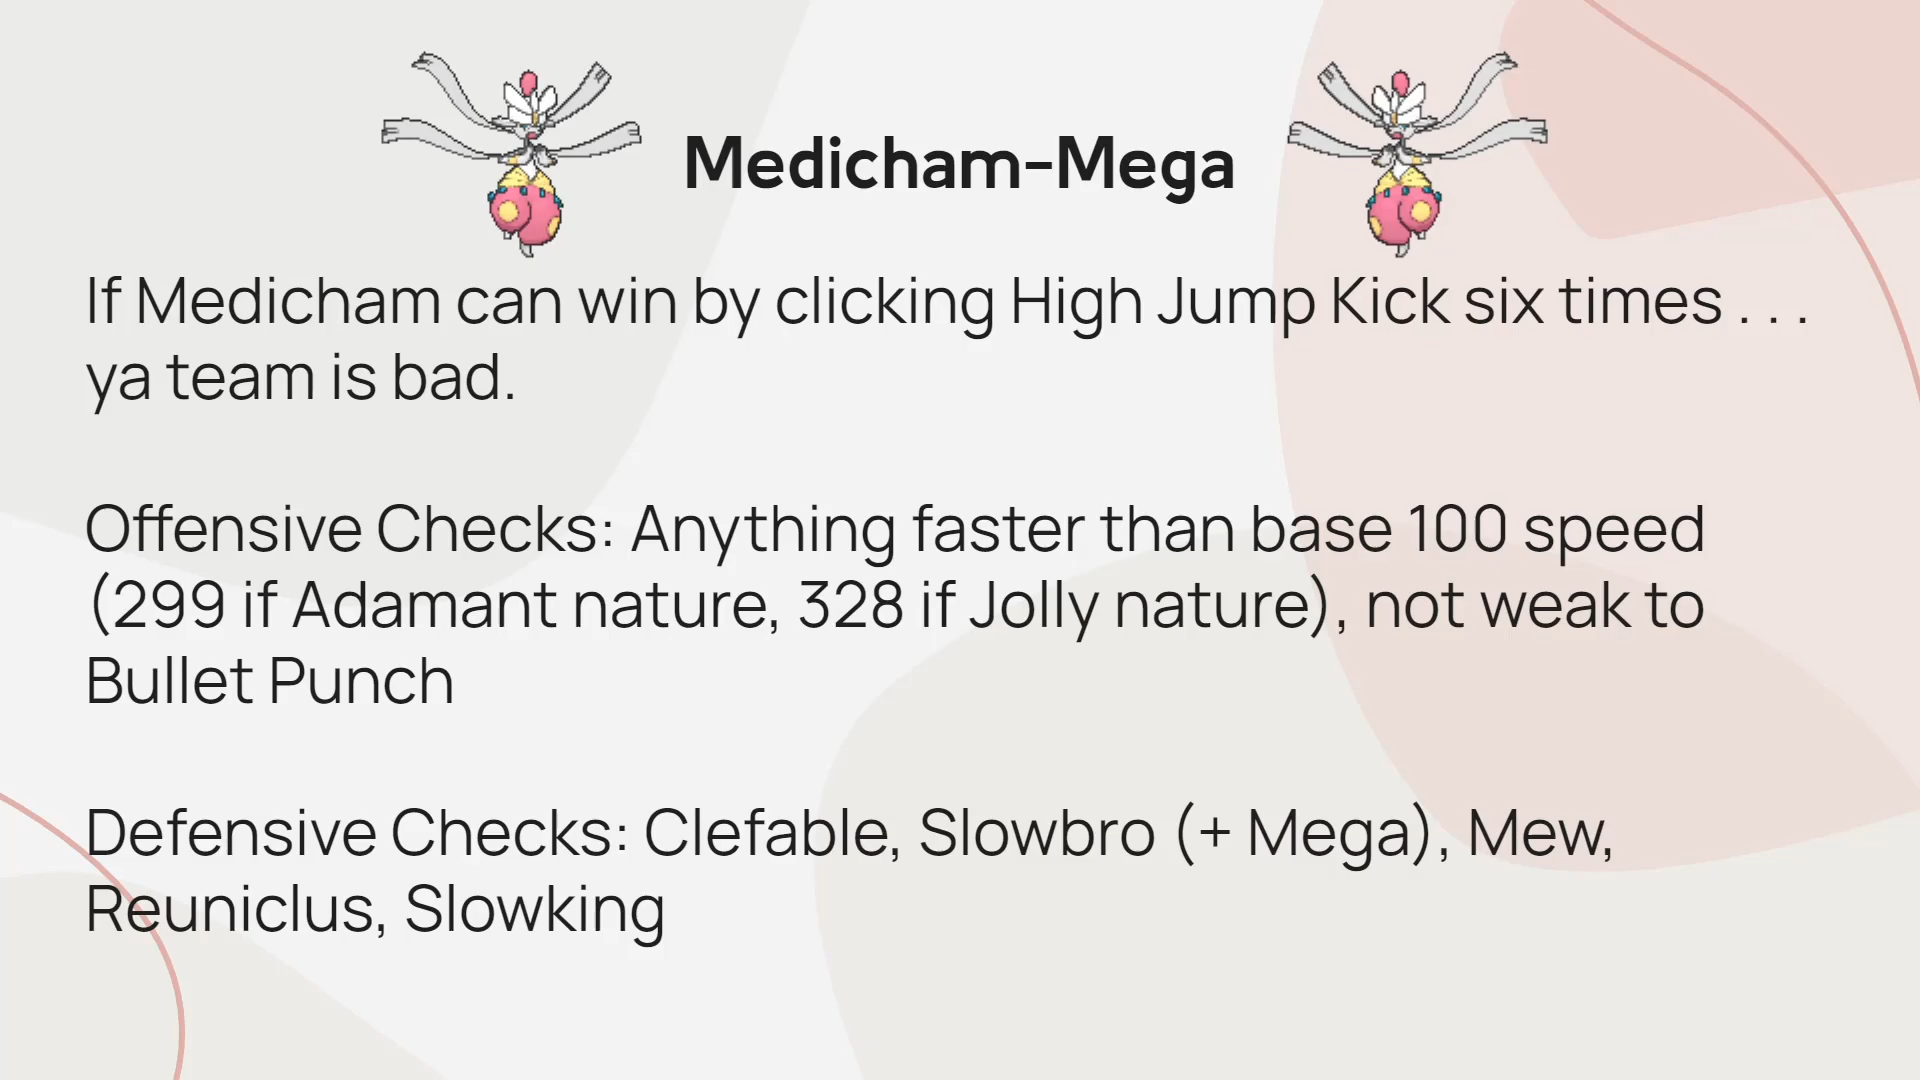 Medicham-Mega
If Medicham can win by clicking High Jump Kick six times . . .
ya team is bad.
Offensive Checks: Anything faster than base 100 speed
(299 if Adamant nature, 328 if Jolly nature), not weak to
Bullet Punch
Defensive Checks: Clefable, Slowbro (+ Mega), Mew,
Reuniclus, Slowking